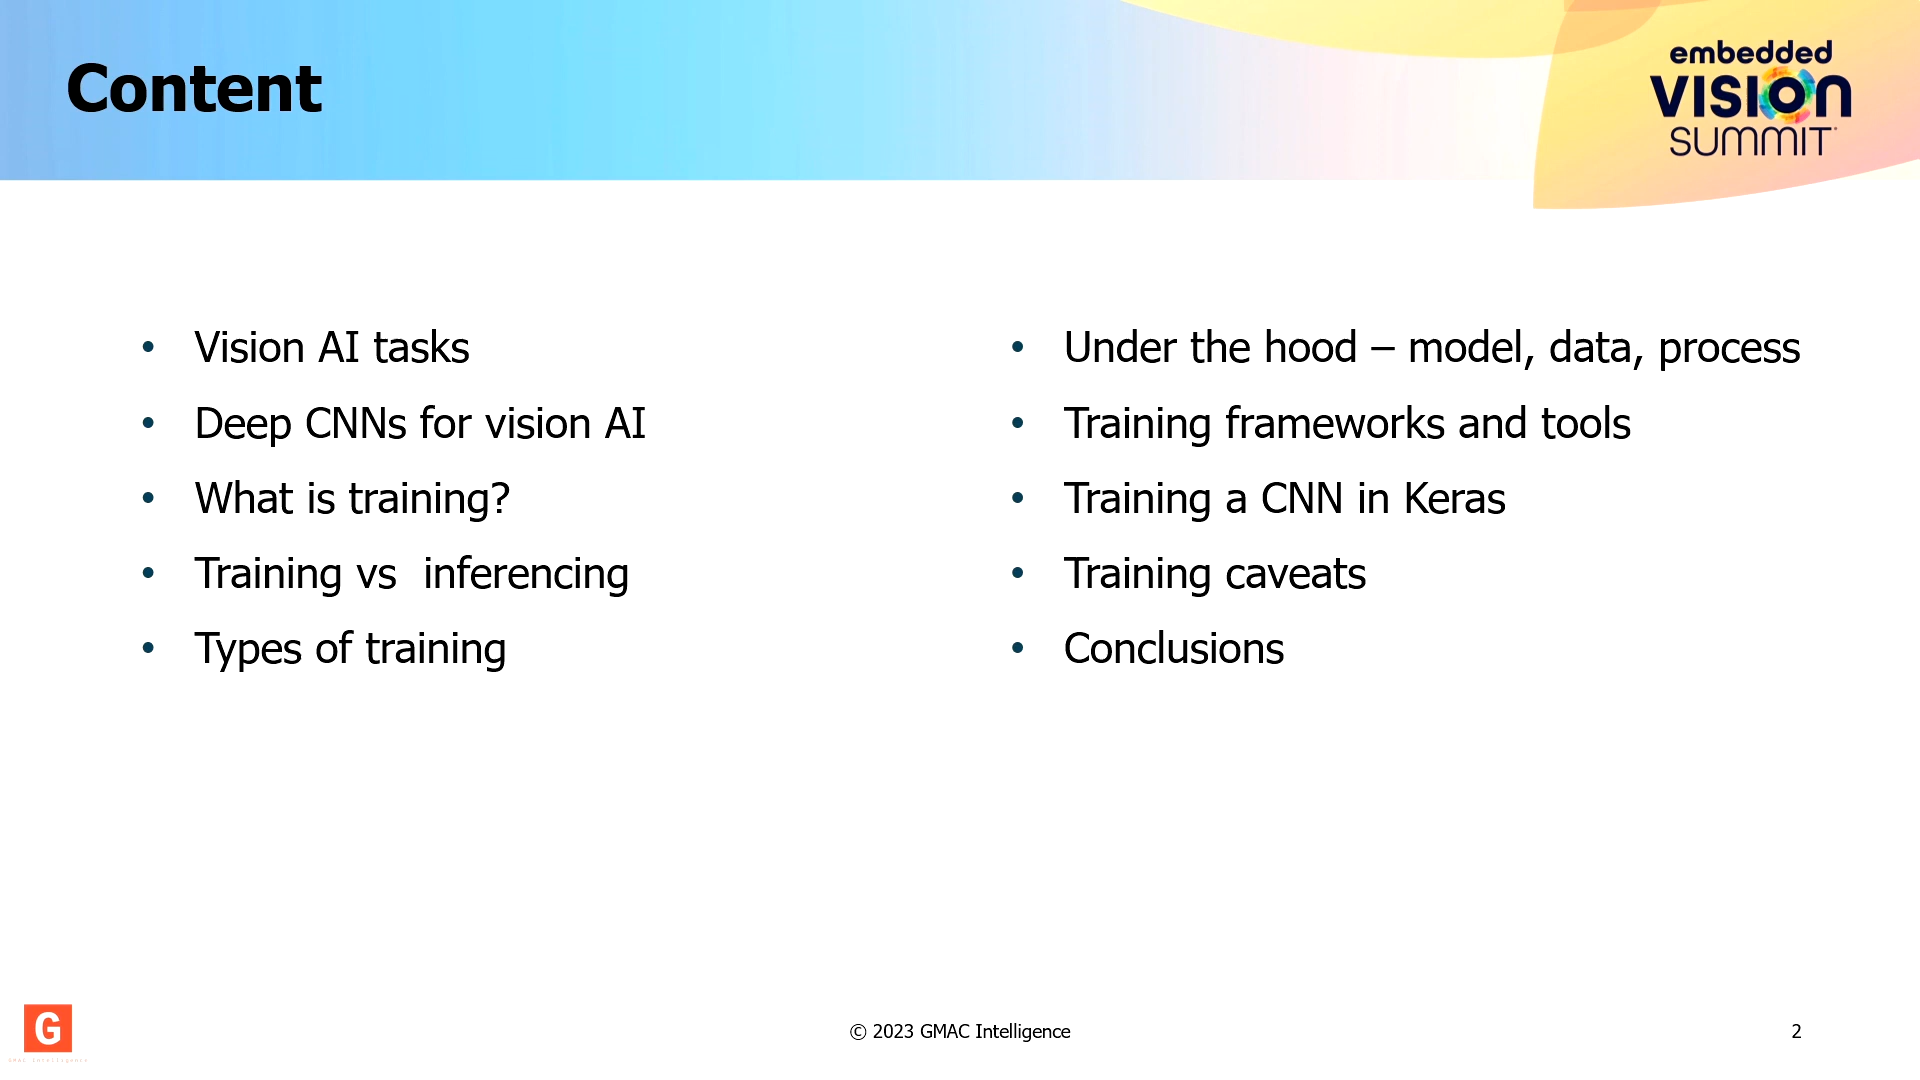 Content
embedded
VISION
SUMMIT
• Vision AI tasks
• Deep CNNs for vision AI
• What is training?
• Training vs  inferencing
• Types of training
• Under the hood – model, data, process
• Training frameworks and tools
• Training a CNN in Keras
• Training caveats
• Conclusions
G
GMAC Intelligence
© 2023 GMAC Intelligence
2